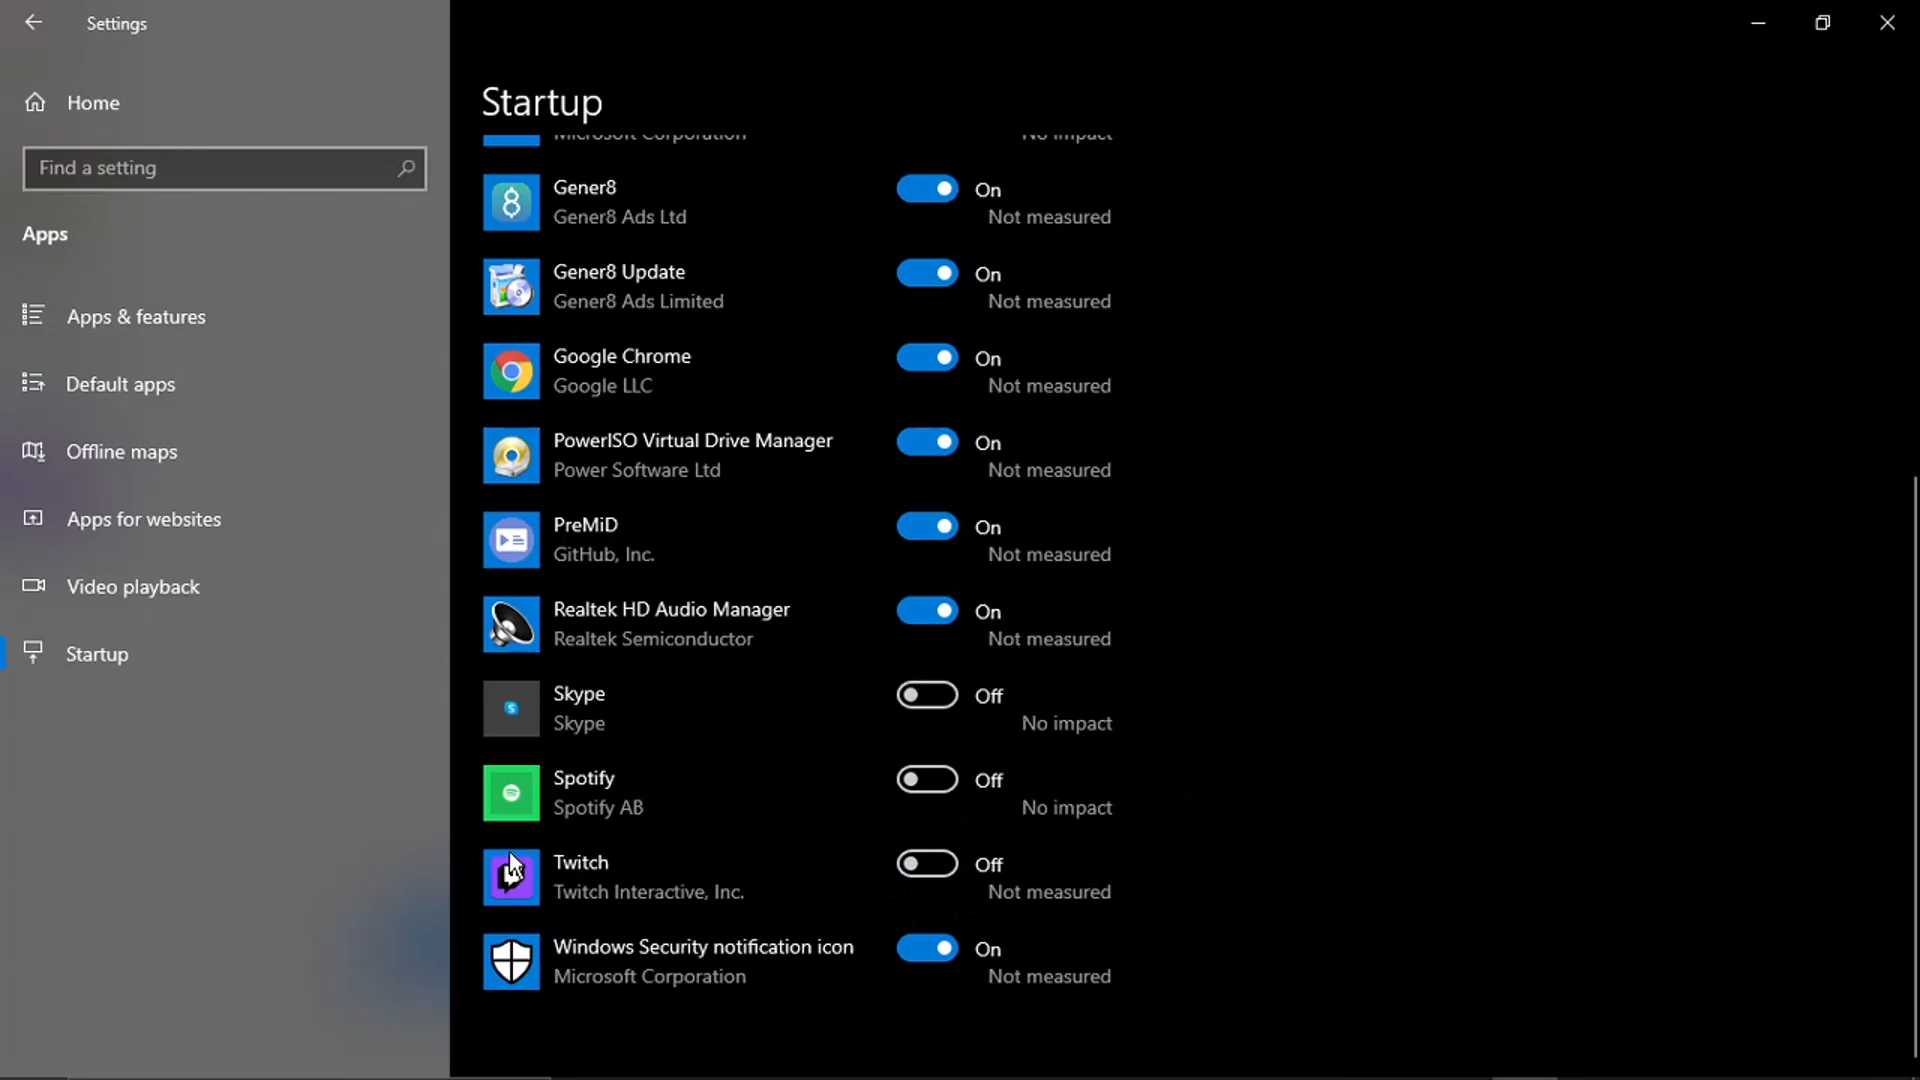 Settings
Home
Find a setting
Apps
Apps & features
Default apps
Offline maps
Apps for websites
Video playback
Startup
Startup
Microsoft Corporation No impact
Gener8 On
Gener8 Ads Ltd Not measured
Gener8 Update On
Gener8 Ads Limited Not measured
Google Chrome On
Google LLC Not measured
PowerISO Virtual Drive Manager On
Power Software Ltd Not measured
PreMiD On
GitHub, Inc. Not measured
Realtek HD Audio Manager On
Realtek Semiconductor Not measured
Skype Off
Skype No impact
Spotify Off
Spotify AB No impact
Twitch Off
Twitch Interactive, Inc. Not measured
Windows Security notification icon On
Microsoft Corporation Not measured